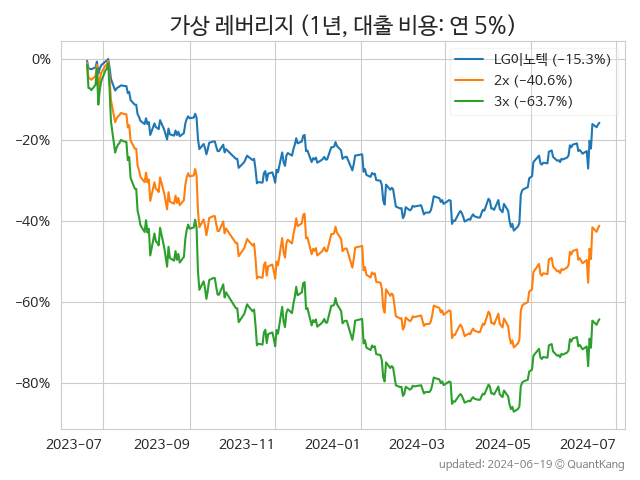 가상 레버리지 (1년, 대출 비용: 연 5%)
LG이노텍 (−15.3%)
2x (−40.6%)
3x (−63.7%)
0%
−20%
−40%
−60%
−80%
2023-07 2023-09 2023-11 2024-01 2024-03 2024-05 2024-07
updated: 2024-06-19 © QuantKang